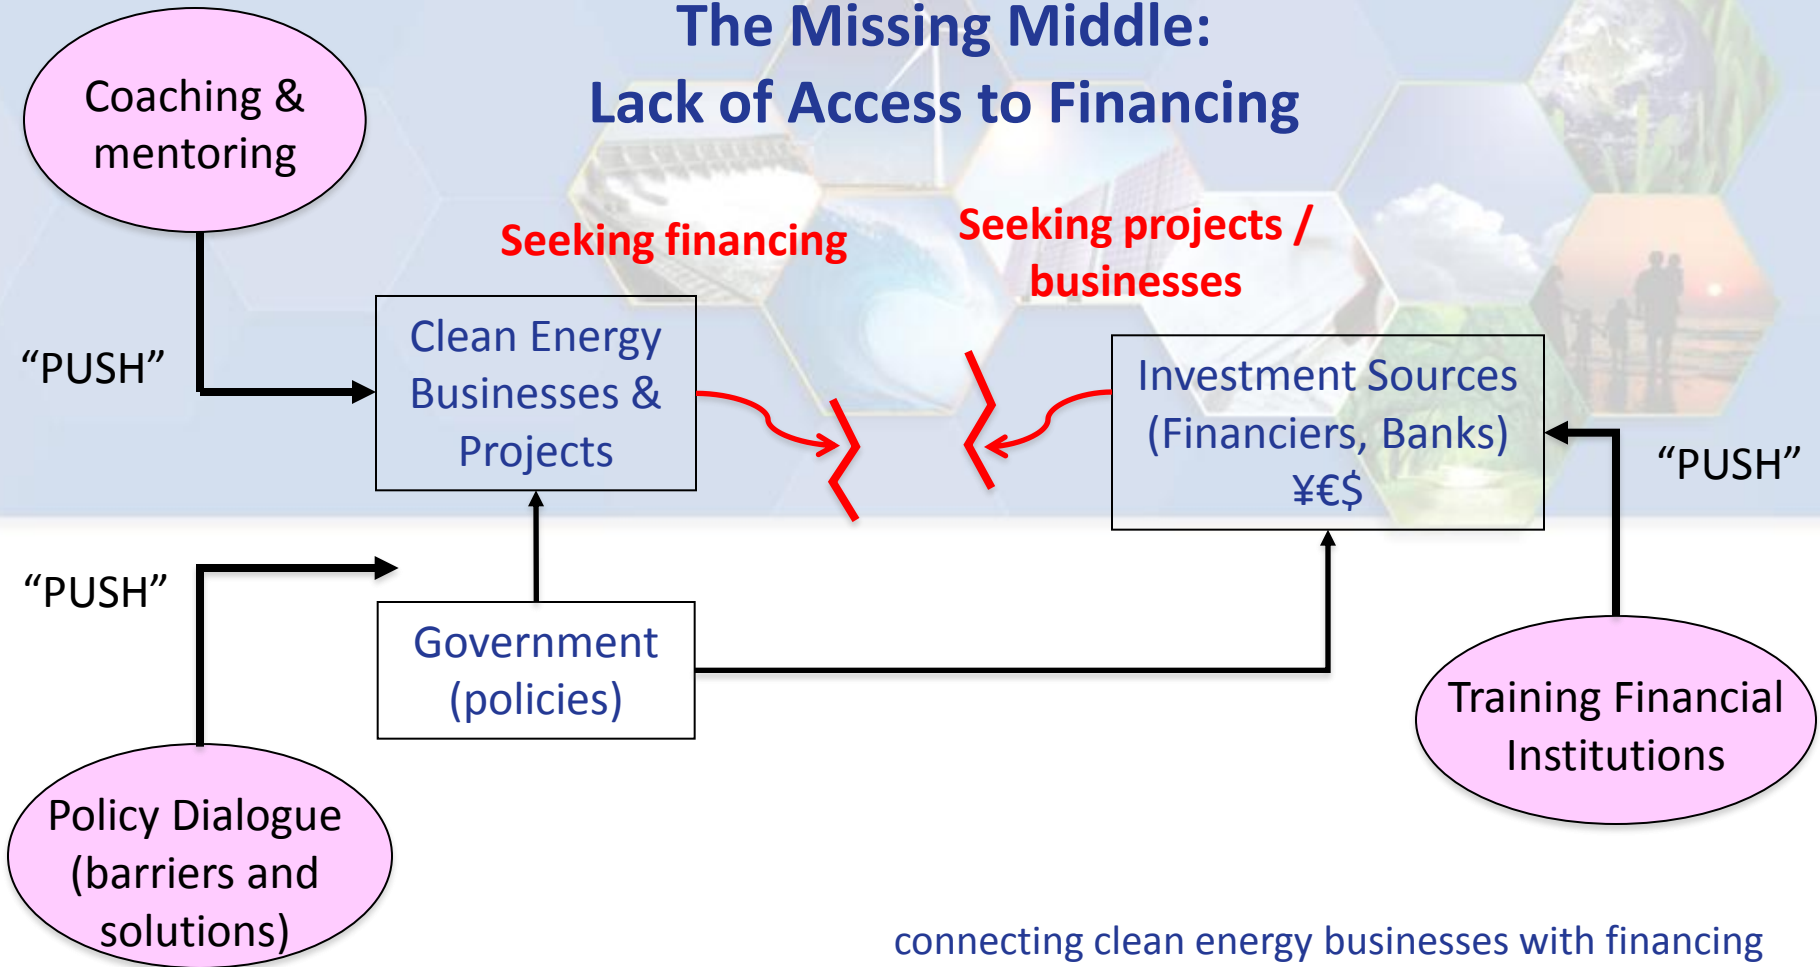 The Missing Middle:
Lack of Access to Financing
Coaching &
mentoring
Seeking financing
Seeking projects /
businesses
“PUSH”
Clean Energy
Businesses &
Projects
Investment Sources
(Financiers, Banks)
¥€$
“PUSH”
“PUSH”
Government
(policies)
Training Financial
Institutions
Policy Dialogue
(barriers and
solutions)
connecting clean energy businesses with financing